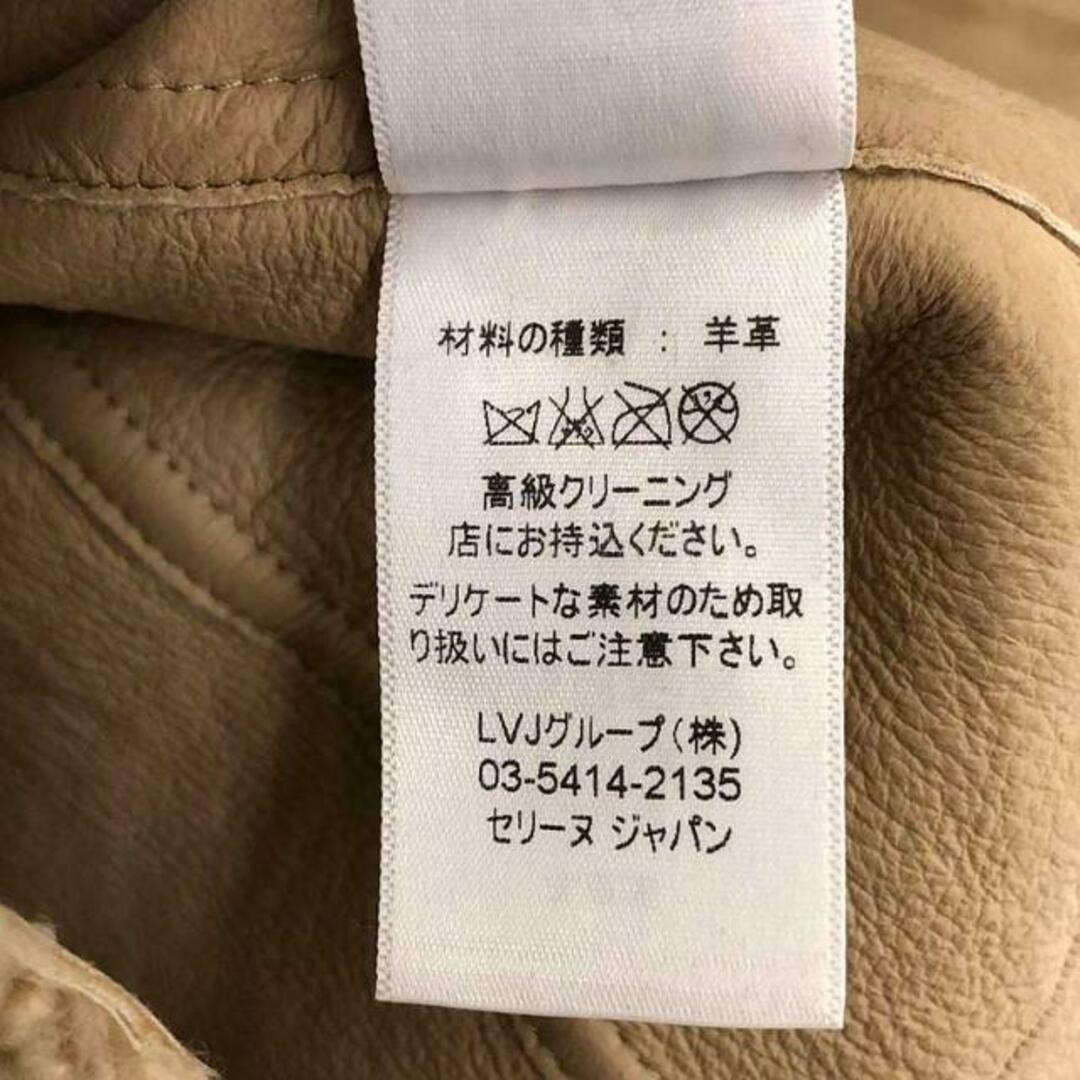 材料の種類 : 羊革
高級クリーニング
店にお持込ください。
デリケートな素材のため取
り扱いにはご注意下さい。
LVJグループ(株)
03-5414-2135
セリーヌ ジャパン